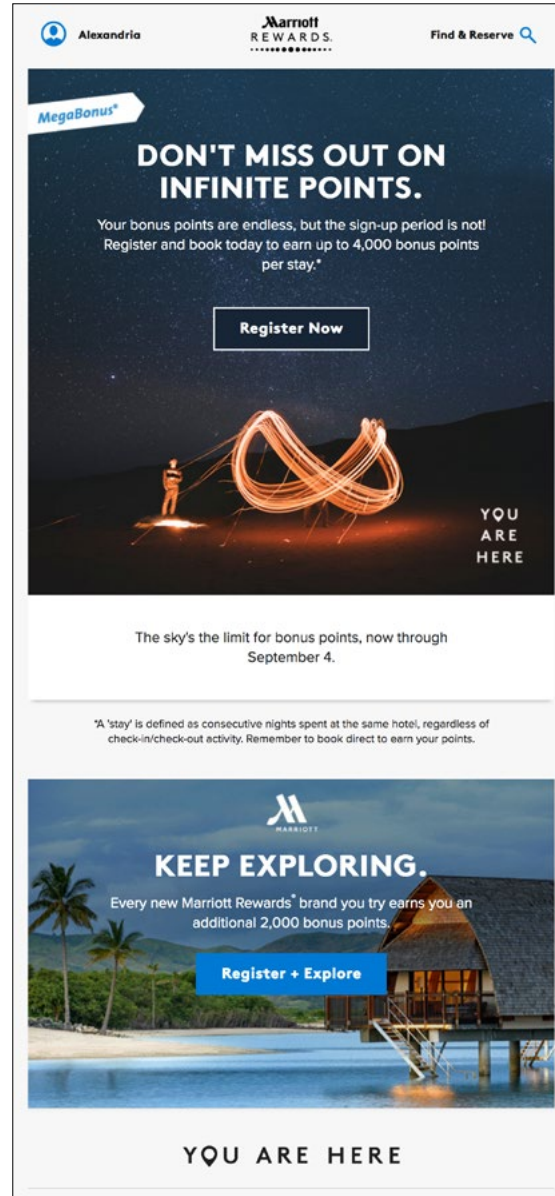 Alexandria
Marriott
REWARDS.
Find & Reserve
MegaBonus®
DON'T MISS OUT ON
INFINITE POINTS.
Your bonus points are endless, but the sign-up period is not!
Register and book today to earn up to 4,000 bonus points
per stay.*
Register Now
YOU
ARE
HERE
The sky's the limit for bonus points, now through
September 4.
*A 'stay' is defined as consecutive nights spent at the same hotel, regardless of
check-in/check-out activity. Remember to book direct to earn your points.
MARRIOTT
KEEP EXPLORING.
Every new Marriott Rewards® brand you try earns you an
additional 2,000 bonus points.
Register + Explore
YOU ARE HERE